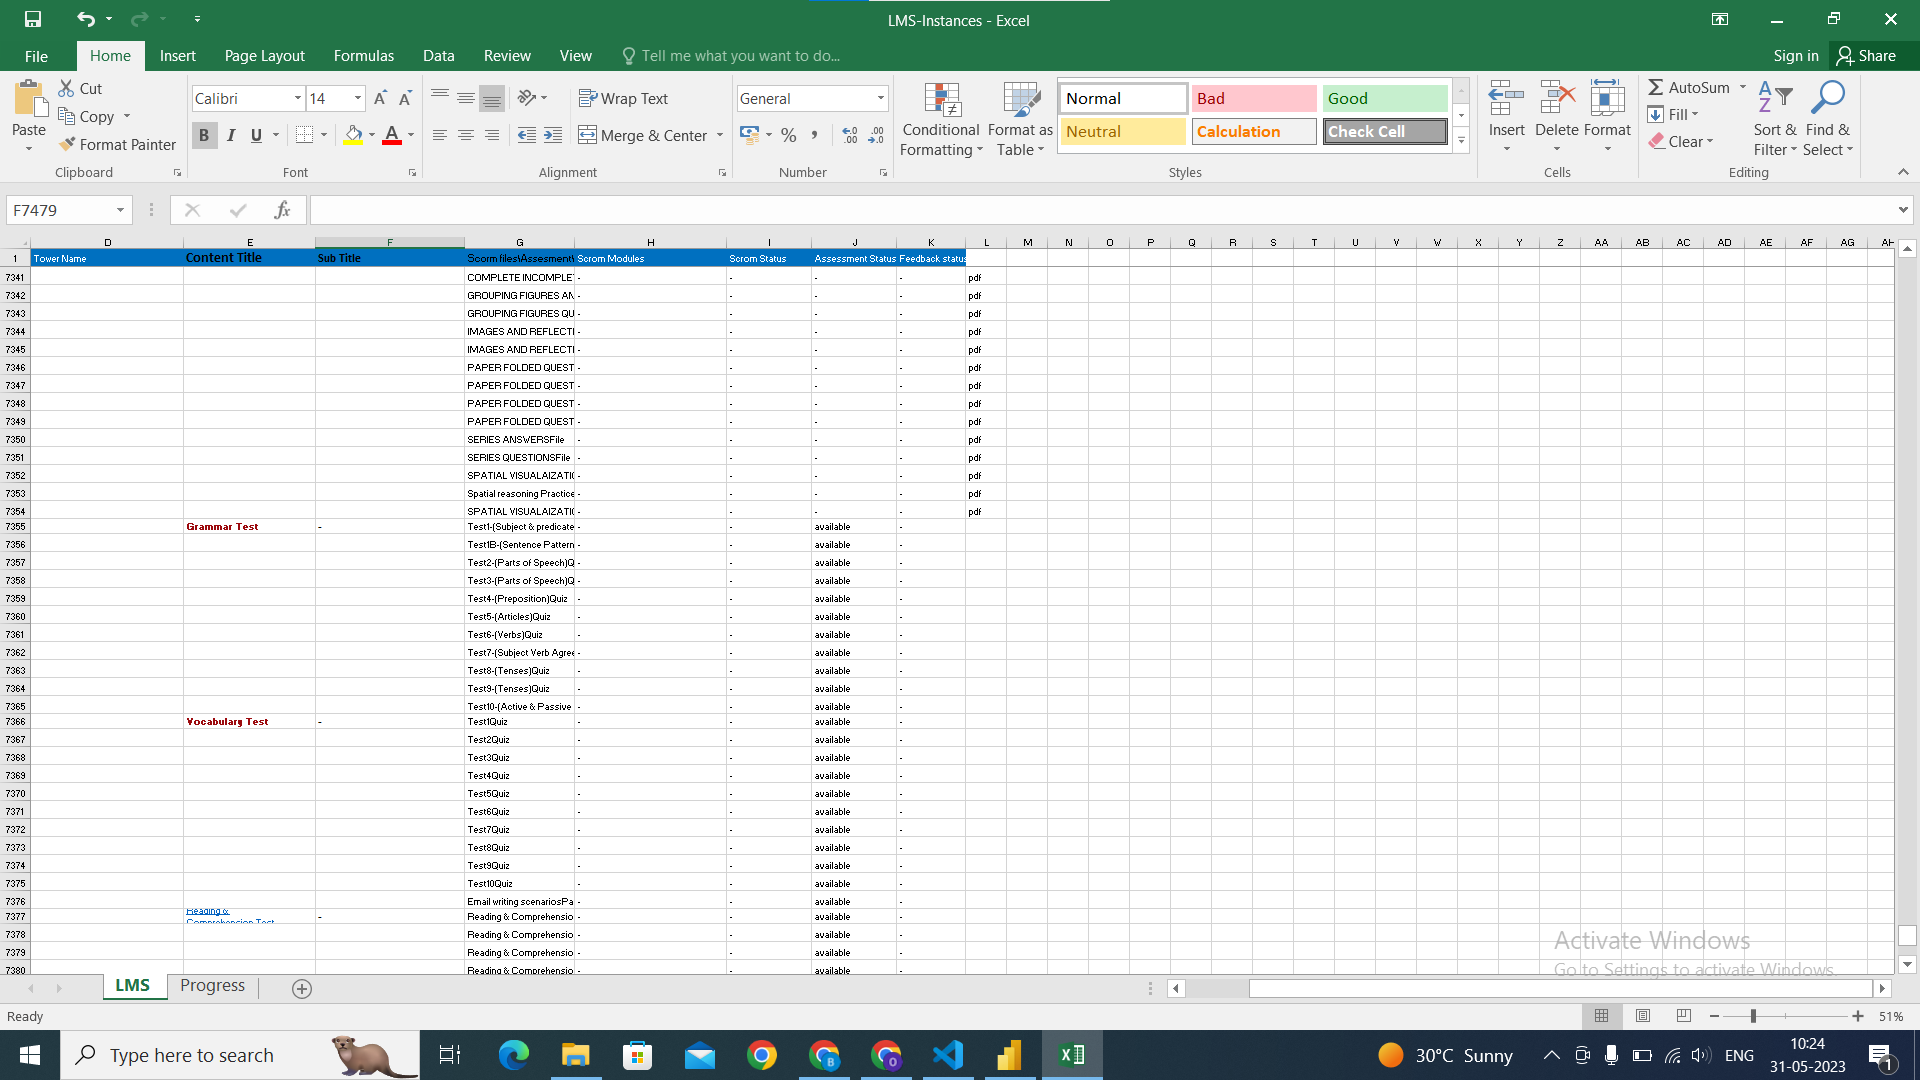 LMS-Instances - Excel
File Home Insert Page Layout Formulas Data Review View Tell me what you want to do... Sign in Share
Paste
Cut
Copy
Format Painter
Clipboard
Calibri 14
B I U
Font
Wrap Text
Merge & Center
Alignment
General
Number
Conditional Formatting
Format as Table
Normal Bad Good
Neutral Calculation Check Cell
Styles
Insert Delete Format
Cells
AutoSum
Fill
Clear
Sort & Filter
Find & Select
Editing
F7479
fx
D E F G H I J K L M N O P Q R S T U V W X Y Z AA AB AC AD AE AF AG AH
1 Tower Name Content Title Sub Title Scorm files\Assesment\ Scrom Modules Scrom Status Assessment Status Feedback status
7341 COMPLETE INCOMPLE - - - - pdf
7342 GROUPING FIGURES AN - - - - pdf
7343 GROUPING FIGURES QU - - - - pdf
7344 IMAGES AND REFLECTI - - - - pdf
7345 IMAGES AND REFLECTI - - - - pdf
7346 PAPER FOLDED QUEST - - - - pdf
7347 PAPER FOLDED QUEST - - - - pdf
7348 PAPER FOLDED QUEST - - - - pdf
7349 PAPER FOLDED QUEST - - - - pdf
7350 SERIES ANSWERSFile - - - - pdf
7351 SERIES QUESTIONSFile - - - - pdf
7352 SPATIAL VISUALAIZATI - - - - pdf
7353 Spatial reasoning Practice - - - - pdf
7354 SPATIAL VISUALAIZATI - - - - pdf
7355 Grammar Test - Test1-(Subject & predicate - - available -
7356 Test1B-(Sentence Pattern - - available -
7357 Test2-(Parts of Speech)Q - - available -
7358 Test3-(Parts of Speech)Q - - available -
7359 Test4-(Preposition)Quiz - - available -
7360 Test5-(Articles)Quiz - - available -
7361 Test6-(Verbs)Quiz - - available -
7362 Test7-(Subject Verb Agree - - available -
7363 Test8-(Tenses)Quiz - - available -
7364 Test9-(Tenses)Quiz - - available -
7365 Test10-(Active & Passive - - available -
7366 Vocabulary Test - Test1Quiz - - available -
7367 Test2Quiz - - available -
7368 Test3Quiz - - available -
7369 Test4Quiz - - available -
7370 Test5Quiz - - available -
7371 Test6Quiz - - available -
7372 Test7Quiz - - available -
7373 Test8Quiz - - available -
7374 Test9Quiz - - available -
7375 Test10Quiz - - available -
7376 Email writing scenariosPa - - available -
7377 Reading & Comprehension Test - Reading & Comprehensio - - available -
7378 Reading & Comprehensio - - available -
7379 Reading & Comprehensio - - available -
7380 Reading & Comprehensio - - available -
Activate Windows
Go to Settings to activate Windows.
LMS Progress
Ready 51%
Type here to search
30°C Sunny ENG
10:24
31-05-2023
1